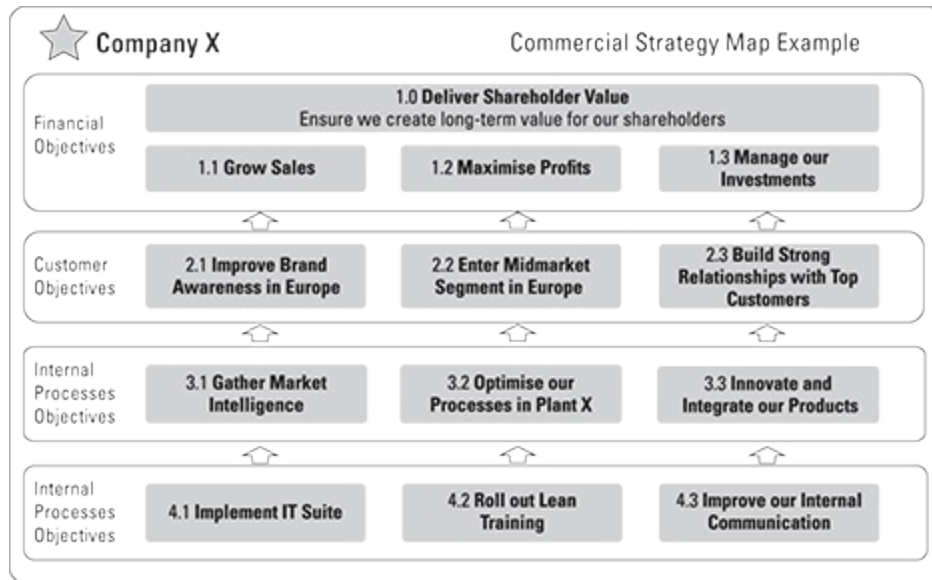 Company X
Commercial Strategy Map Example
Financial
Objectives
1.0 Deliver Shareholder Value
Ensure we create long-term value for our shareholders
1.1 Grow Sales
1.2 Maximise Profits
1.3 Manage our
Investments
Customer
Objectives
2.1 Improve Brand
Awareness in Europe
2.2 Enter Midmarket
Segment in Europe
2.3 Build Strong
Relationships with Top
Customers
Internal
Processes
Objectives
3.1 Gather Market
Intelligence
3.2 Optimise our
Processes in Plant X
3.3 Innovate and
Integrate our Products
Internal
Processes
Objectives
4.1 Implement IT Suite
4.2 Roll out Lean
Training
4.3 Improve our Internal
Communication